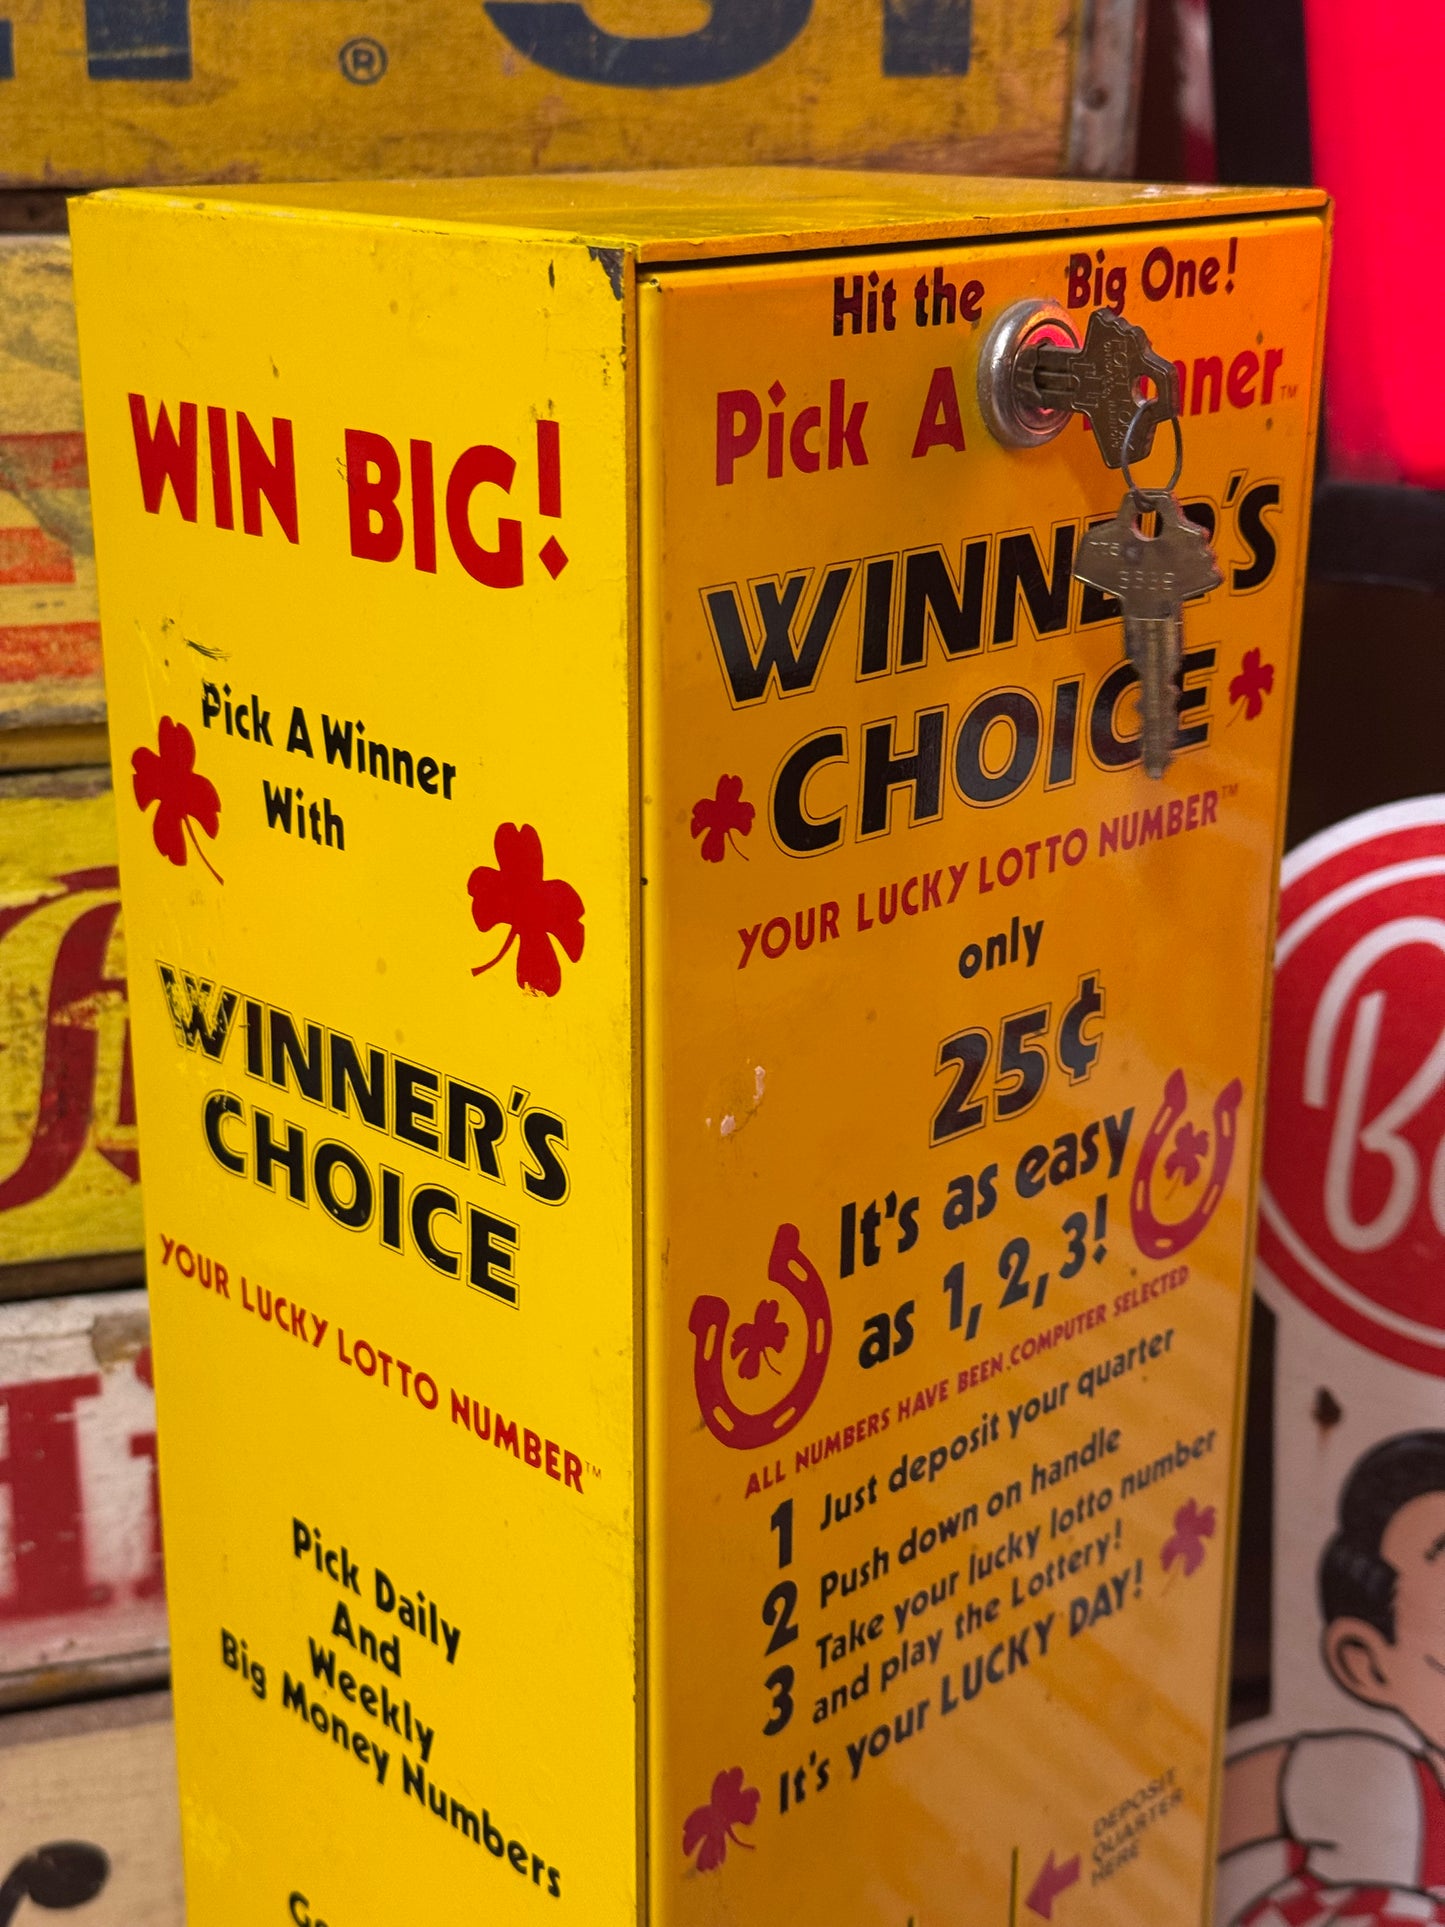 ®
WIN BIG!
Pick A Winner
With
WINNER'S
CHOICE
YOUR LUCKY LOTTO NUMBER™
Pick Daily
And
Weekly
Big Money Numbers
Hit the Big One!
Pick A nner™
WINNER'S
CHOICE
YOUR LUCKY LOTTO NUMBER™
only
25¢
It's as easy
as 1, 2, 3!
ALL NUMBERS HAVE BEEN COMPUTER SELECTED
1 Just deposit your quarter
2 Push down on handle
3 Take your lucky lotto number
and play the Lottery!
It's your LUCKY DAY!
DEPOSIT
QUARTER
HERE